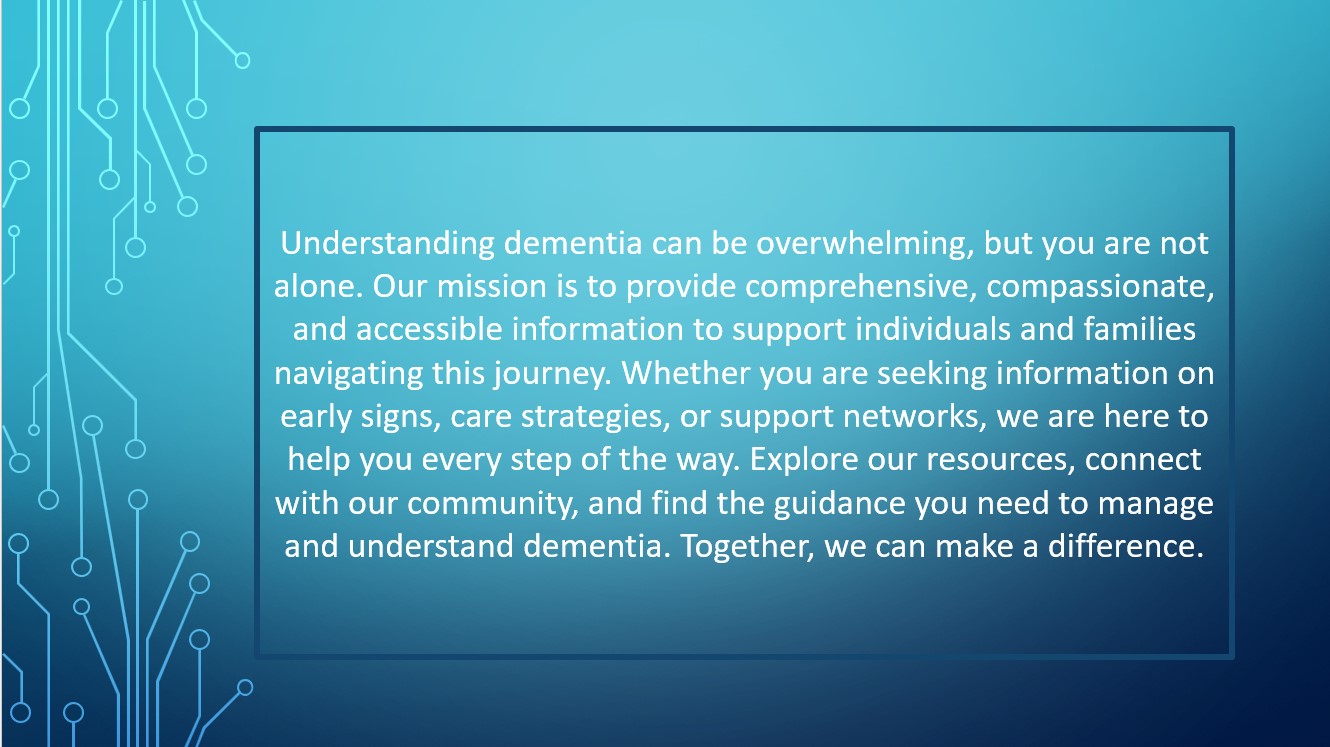 Understanding dementia can be overwhelming, but you are not
alone. Our mission is to provide comprehensive, compassionate,
and accessible information to support individuals and families
navigating this journey. Whether you are seeking information on
early signs, care strategies, or support networks, we are here to
help you every step of the way. Explore our resources, connect
with our community, and find the guidance you need to manage
and understand dementia. Together, we can make a difference.